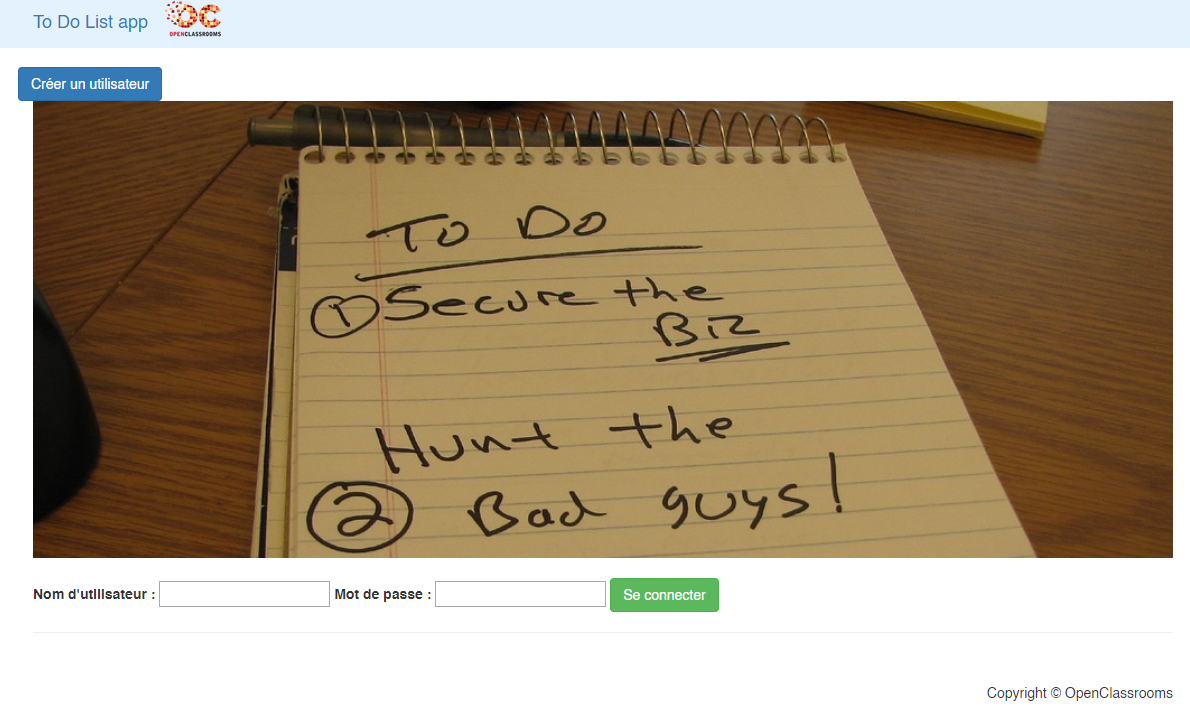 To Do List app
OC
OPENCLASSROOMS
Créer un utilisateur
To Do
① Secure the
Biz
Hunt the
② Bad guys!
Nom d'utilisateur :
Mot de passe :
Se connecter
Copyright © OpenClassrooms